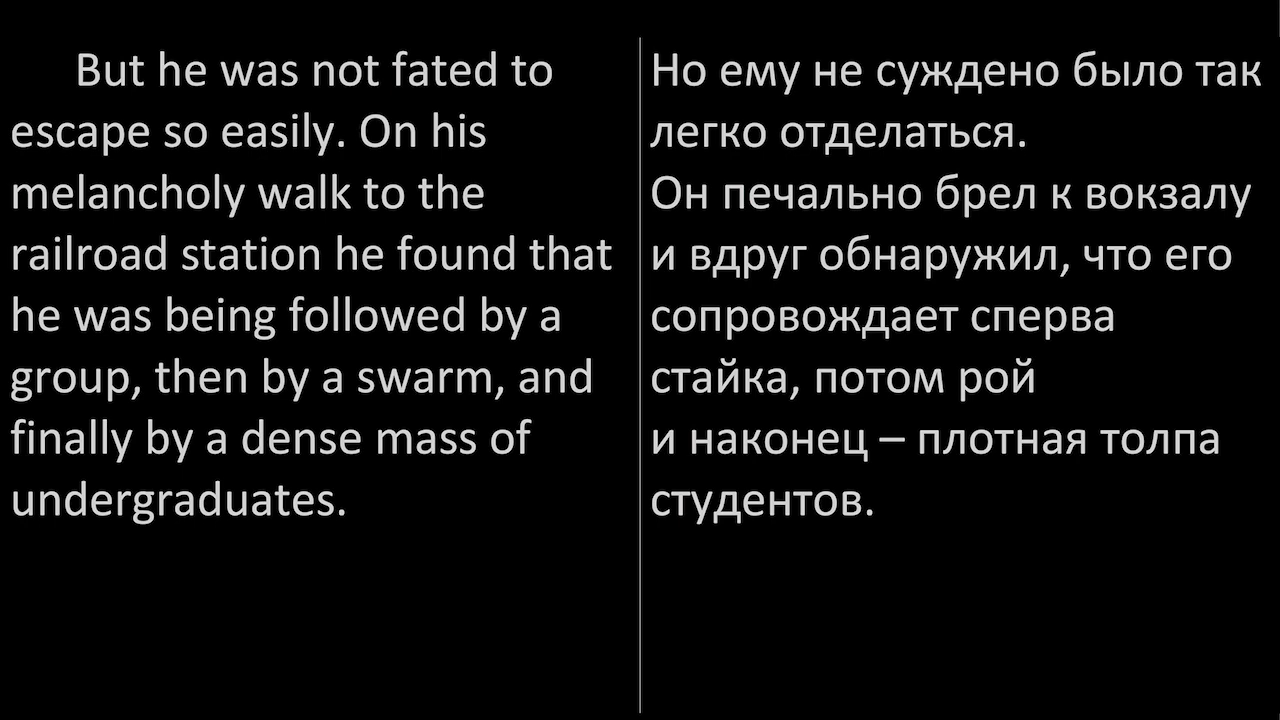 But he was not fated to
escape so easily. On his
melancholy walk to the
railroad station he found that
he was being followed by a
group, then by a swarm, and
finally by a dense mass of
undergraduates.
Но ему не суждено было так
легко отделаться.
Он печально брел к вокзалу
и вдруг обнаружил, что его
сопровождает сперва
стайка, потом рой
и наконец – плотная толпа
студентов.